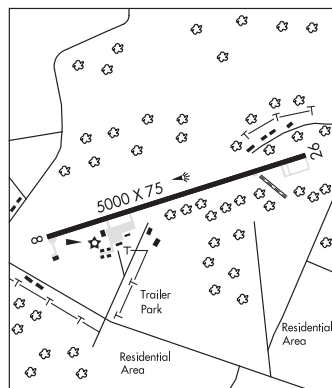 26
5000 X 75
8
Trailer
Park
Residential
Area
Residential
Area